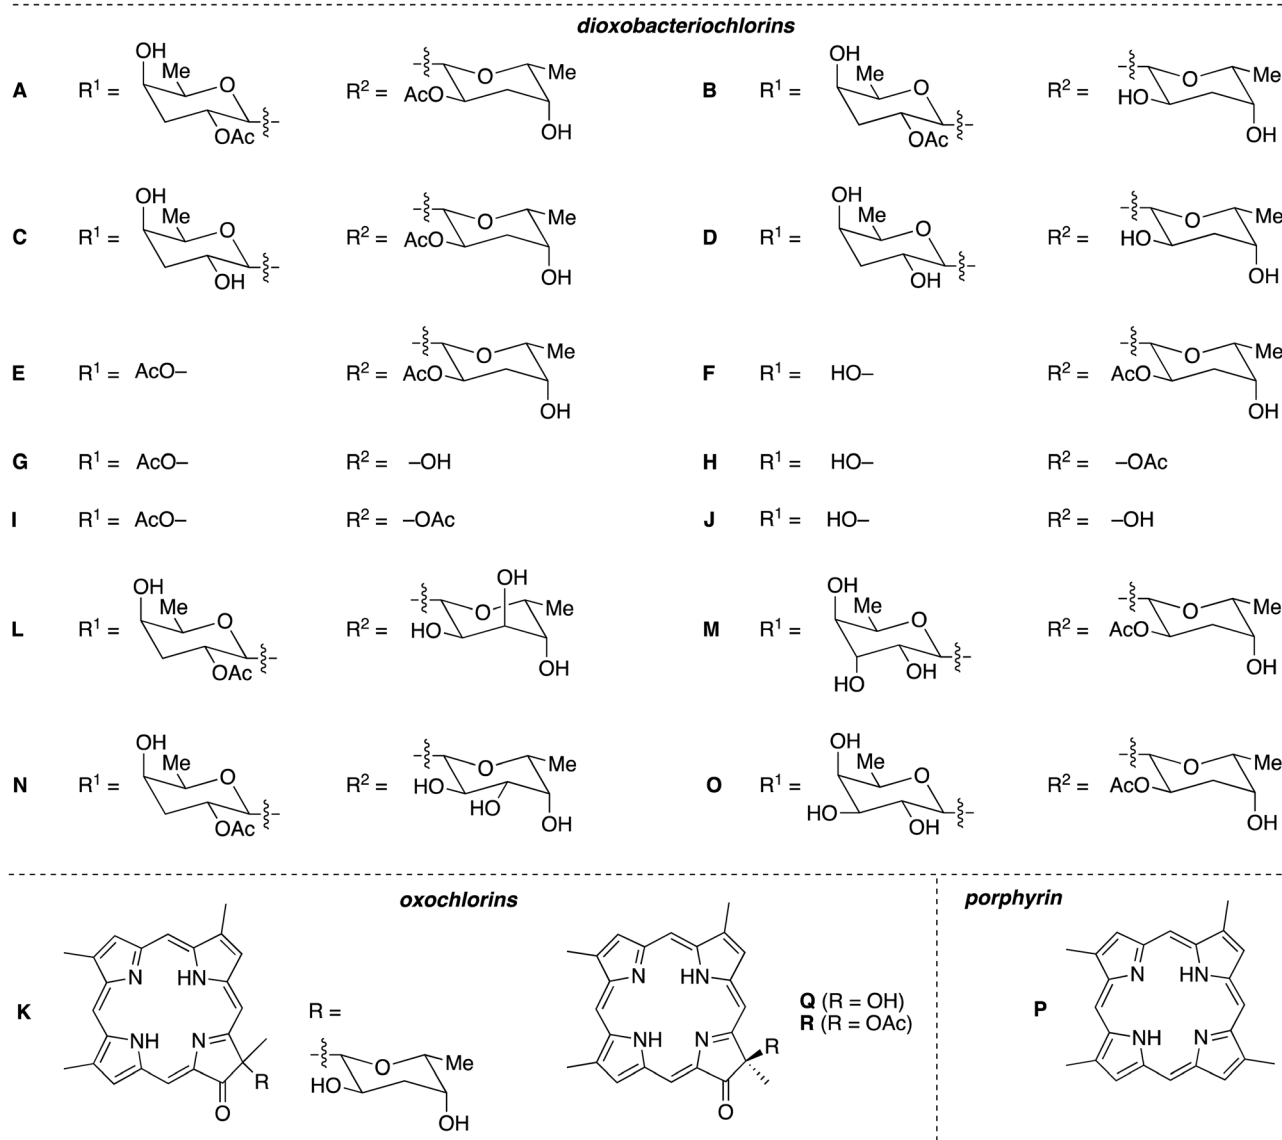 dioxobacteriochlorins
OH
Me
O
A R¹ =
OAc
R² =
O
Me
AcO
OH
B R¹ =
OH
Me
O
OAc
R² =
O
Me
HO
OH
C R¹ =
OH
Me
O
OH
R² =
O
Me
AcO
OH
D R¹ =
OH
Me
O
OH
R² =
O
Me
HO
OH
E R¹ = AcO–
R² =
O
Me
AcO
OH
F R¹ = HO–
R² =
O
Me
AcO
OH
G R¹ = AcO– R² = –OH
H R¹ = HO– R² = –OAc
I R¹ = AcO– R² = –OAc
J R¹ = HO– R² = –OH
L R¹ =
OH
Me
O
OAc
R² =
OH
O
Me
HO
OH
M R¹ =
OH
Me
O
HO
OH
R² =
O
Me
AcO
OH
N R¹ =
OH
Me
O
OAc
R² =
O
Me
HO
HO
OH
O R¹ =
OH
Me
O
HO
OH
R² =
O
Me
AcO
OH
oxochlorins
porphyrin
K
N HN
NH N
R
O
R =
O
Me
HO
OH
N HN
NH N
R
O
Q (R = OH)
R (R = OAc)
P
N HN
NH N